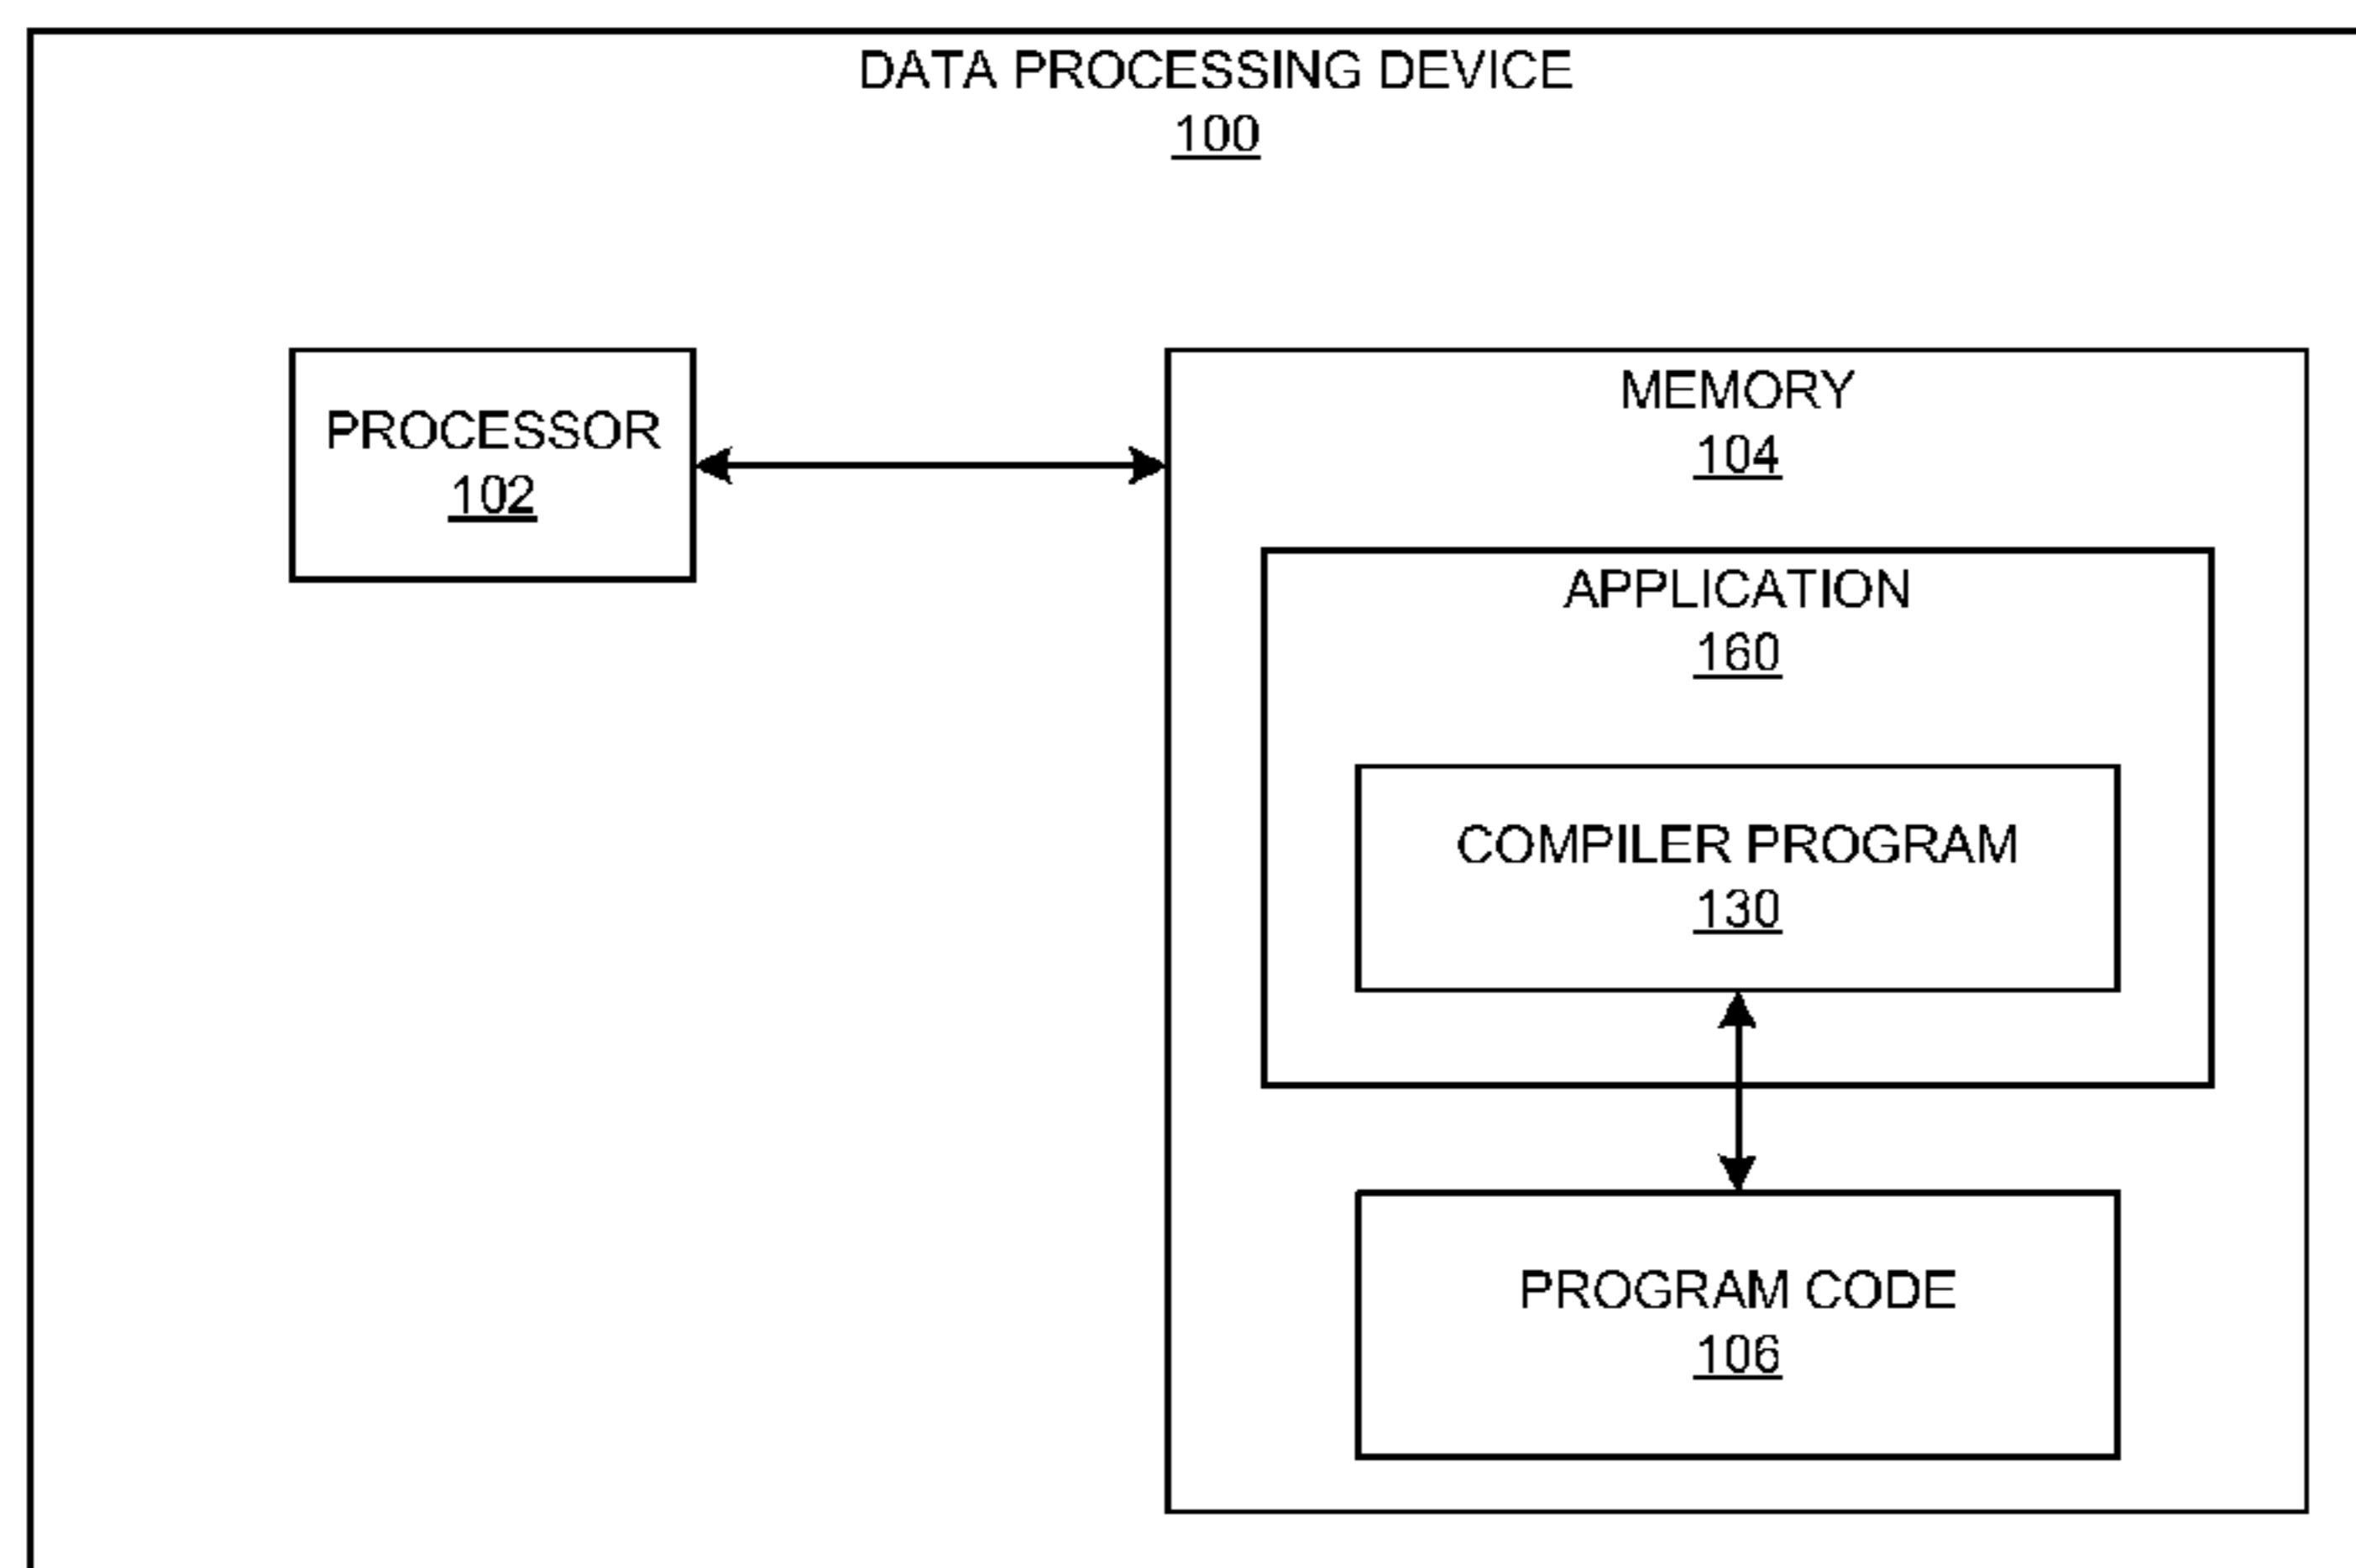 DATA PROCESSING DEVICE
100
PROCESSOR
102
MEMORY
104
APPLICATION
160
COMPILER PROGRAM
130
PROGRAM CODE
106